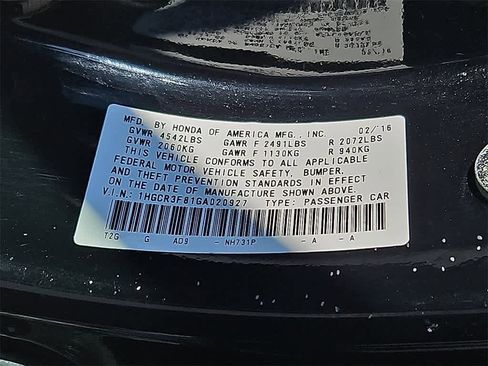 MFD. BY HONDA OF AMERICA MFG., INC. 02/16
GVWR 4542LBS GAWR F 2491LBS R 2072LBS
GVWR 2060KG GAWR F 1130KG R 940KG
THIS VEHICLE CONFORMS TO ALL APPLICABLE
FEDERAL MOTOR VEHICLE SAFETY, BUMPER,
AND THEFT PREVENTION STANDARDS IN EFFECT
ON THE DATE OF MANUFACTURE SHOWN ABOVE.
V.I.N.: 1HGCR3F81GA020927 TYPE: PASSENGER CAR
T2G G AD9 - NH731P -A -A